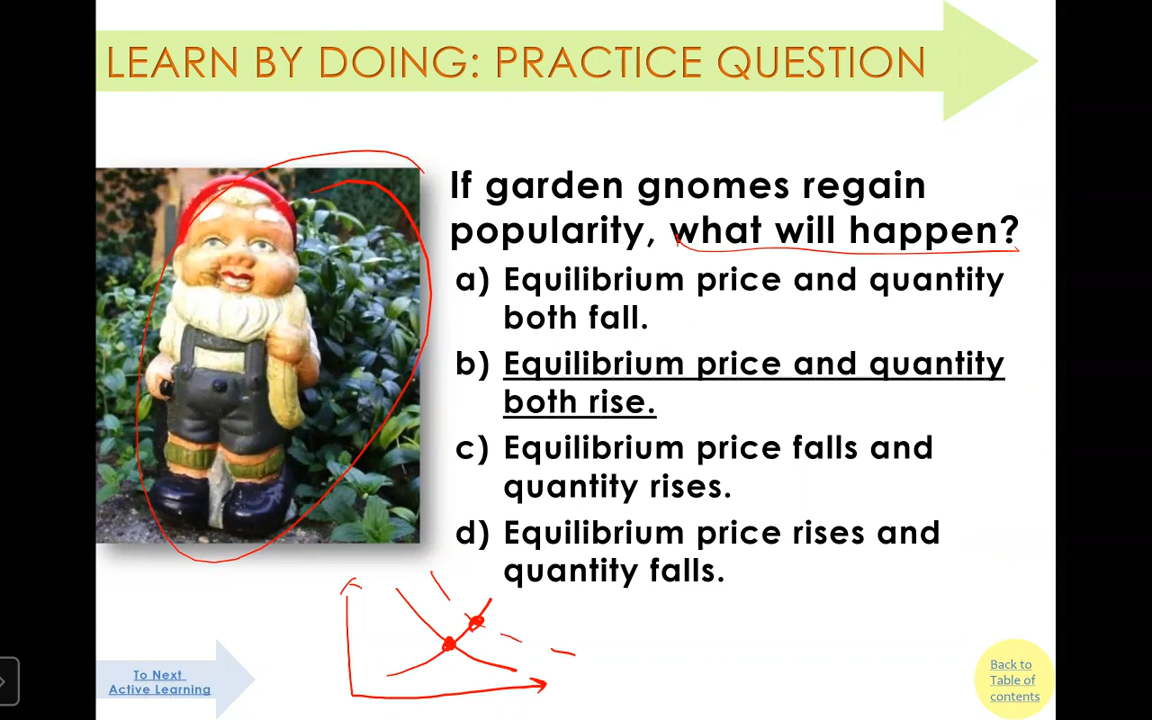 LEARN BY DOING: PRACTICE QUESTION
If garden gnomes regain
popularity, what will happen?
a) Equilibrium price and quantity
both fall.
b) Equilibrium price and quantity
both rise.
c) Equilibrium price falls and
quantity rises.
d) Equilibrium price rises and
quantity falls.
To Next
Active Learning
Back to
Table of
contents